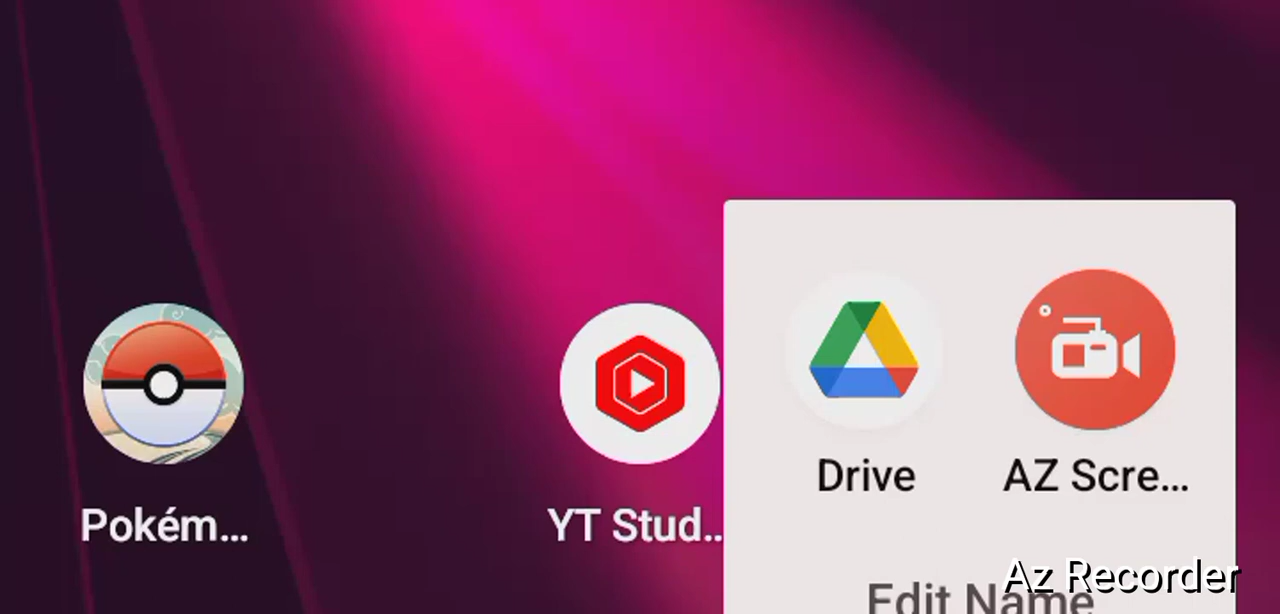 Drive
AZ Scre...
Pokém...
YT Stud..
Edit Name
Az Recorder